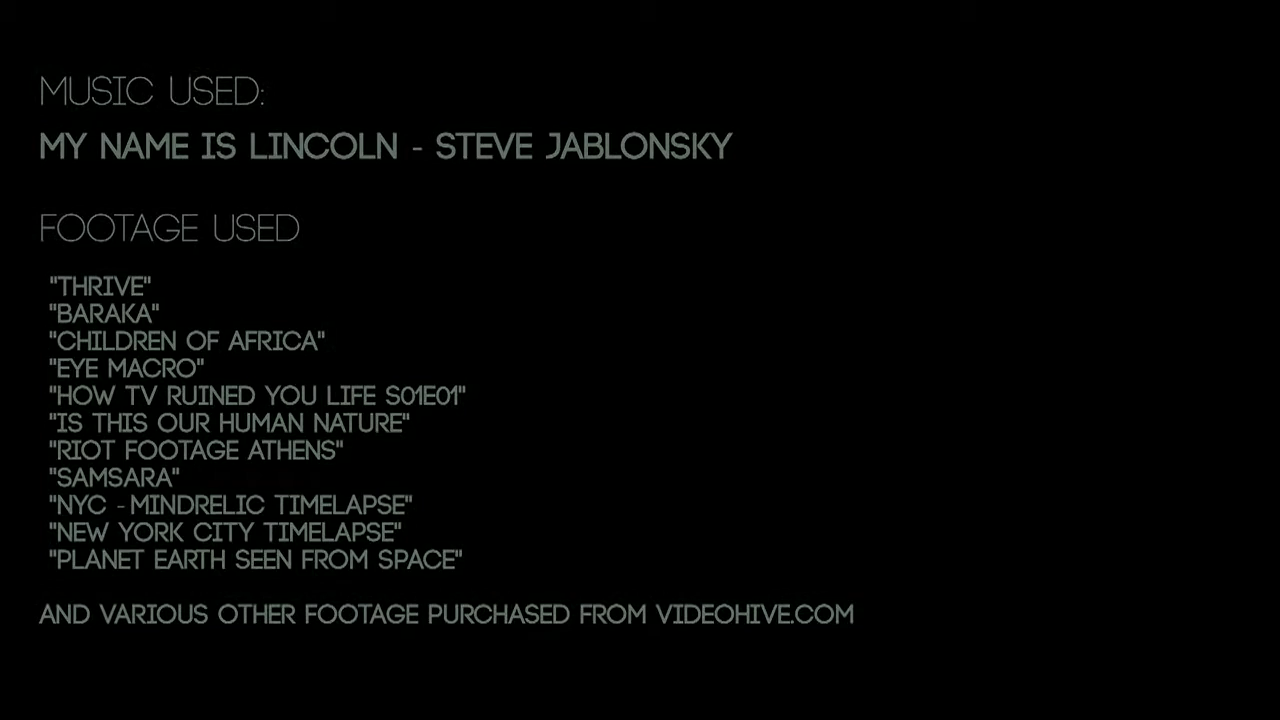 MUSIC USED:
MY NAME IS LINCOLN - STEVE JABLONSKY
FOOTAGE USED
"THRIVE"
"BARAKA"
"CHILDREN OF AFRICA"
"EYE MACRO"
"HOW TV RUINED YOU LIFE S01E01"
"IS THIS OUR HUMAN NATURE"
"RIOT FOOTAGE ATHENS"
"SAMSARA"
"NYC - MINDRELIC TIMELAPSE"
"NEW YORK CITY TIMELAPSE"
"PLANET EARTH SEEN FROM SPACE"
AND VARIOUS OTHER FOOTAGE PURCHASED FROM VIDEOHIVE.COM